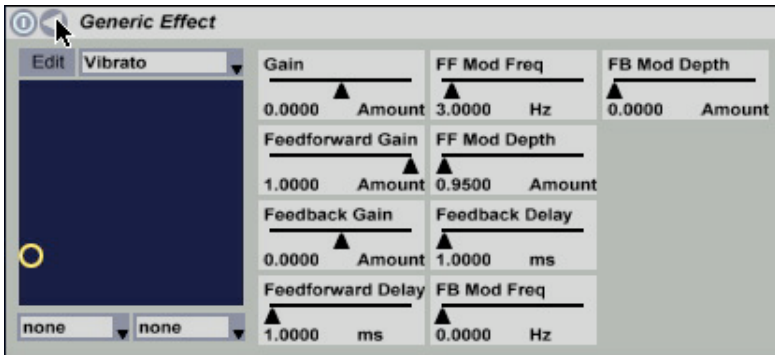 Generic Effect
Edit Vibrato
none none
Gain
0.0000 Amount
Feedforward Gain
1.0000 Amount
Feedback Gain
0.0000 Amount
Feedforward Delay
1.0000 ms
FF Mod Freq
3.0000 Hz
FF Mod Depth
0.9500 Amount
Feedback Delay
1.0000 ms
FB Mod Freq
0.0000 Hz
FB Mod Depth
0.0000 Amount